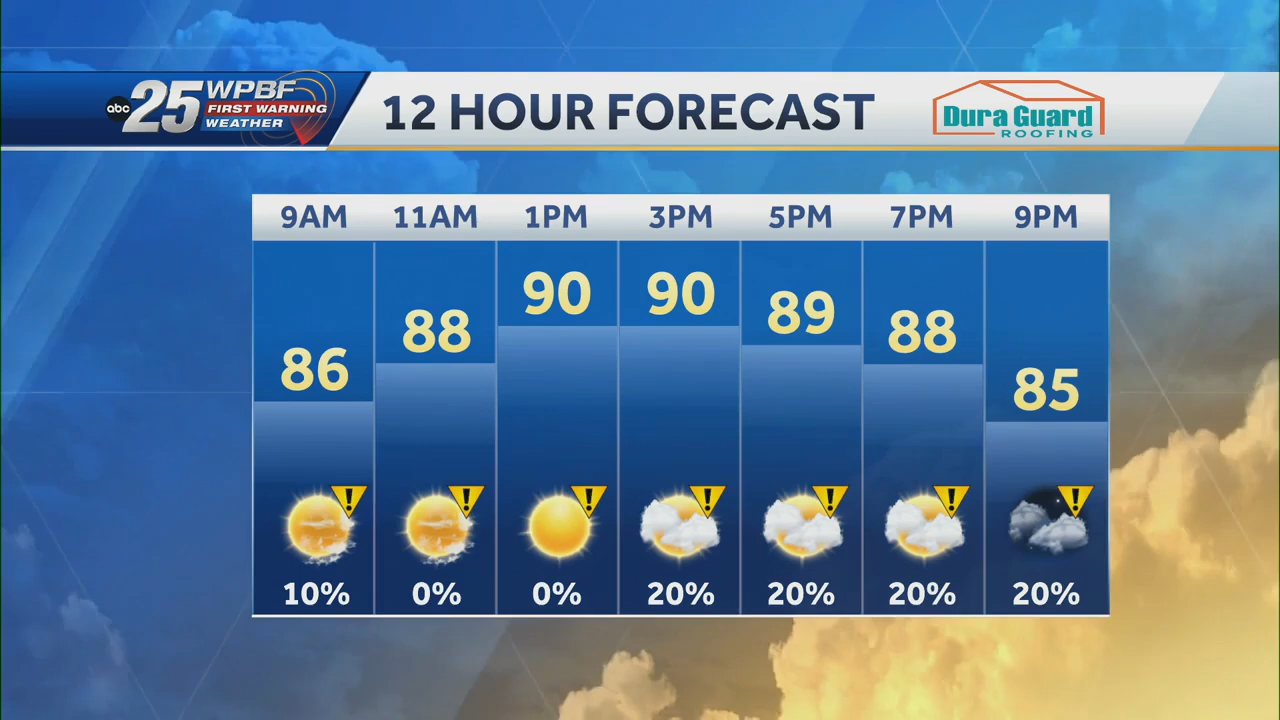 abc 25 WPBF
FIRST WARNING
WEATHER
12 HOUR FORECAST
Dura Guard
ROOFING
9AM 11AM 1PM 3PM 5PM 7PM 9PM
86 88 90 90 89 88 85
! ! ! ! ! ! !
10% 0% 0% 20% 20% 20% 20%